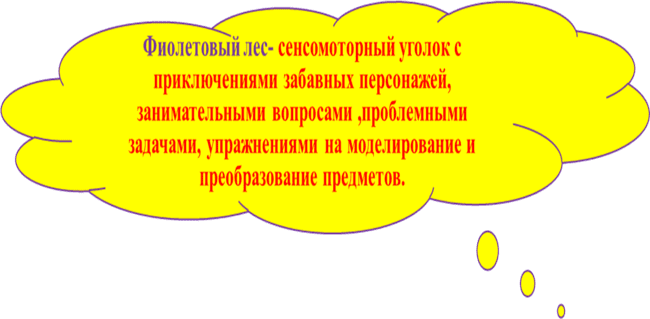 Фиолетовый лес- сенсомоторный уголок с
приключениями забавных персонажей,
занимательными вопросами ,проблемными
задачами, упражнениями на моделирование и
преобразование предметов.